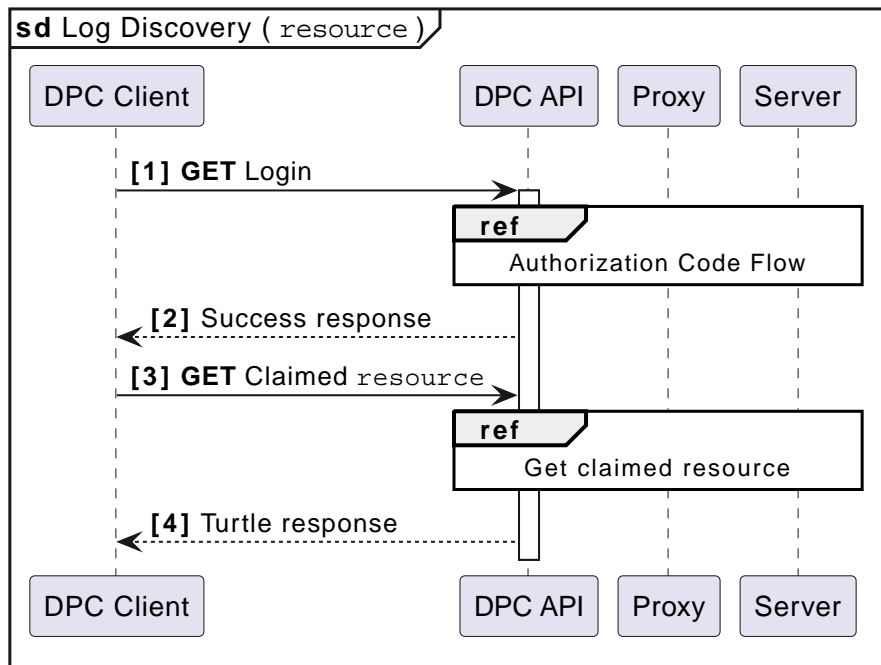 sd Log Discovery ( resource )
DPC Client DPC API Proxy Server
[1] GET Login
ref
Authorization Code Flow
[2] Success response
[3] GET Claimed resource
ref
Get claimed resource
[4] Turtle response
DPC Client DPC API Proxy Server